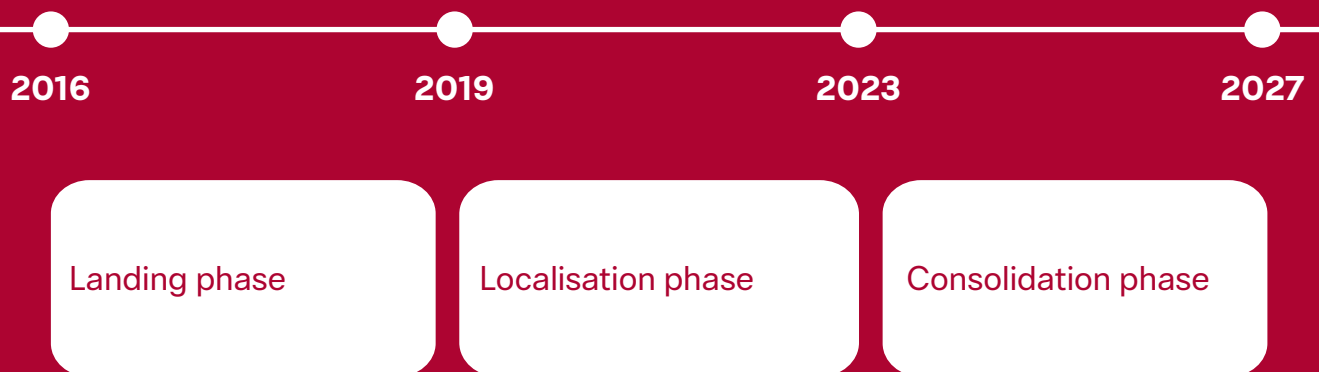 2016 2019 2023 2027
Landing phase
Localisation phase
Consolidation phase